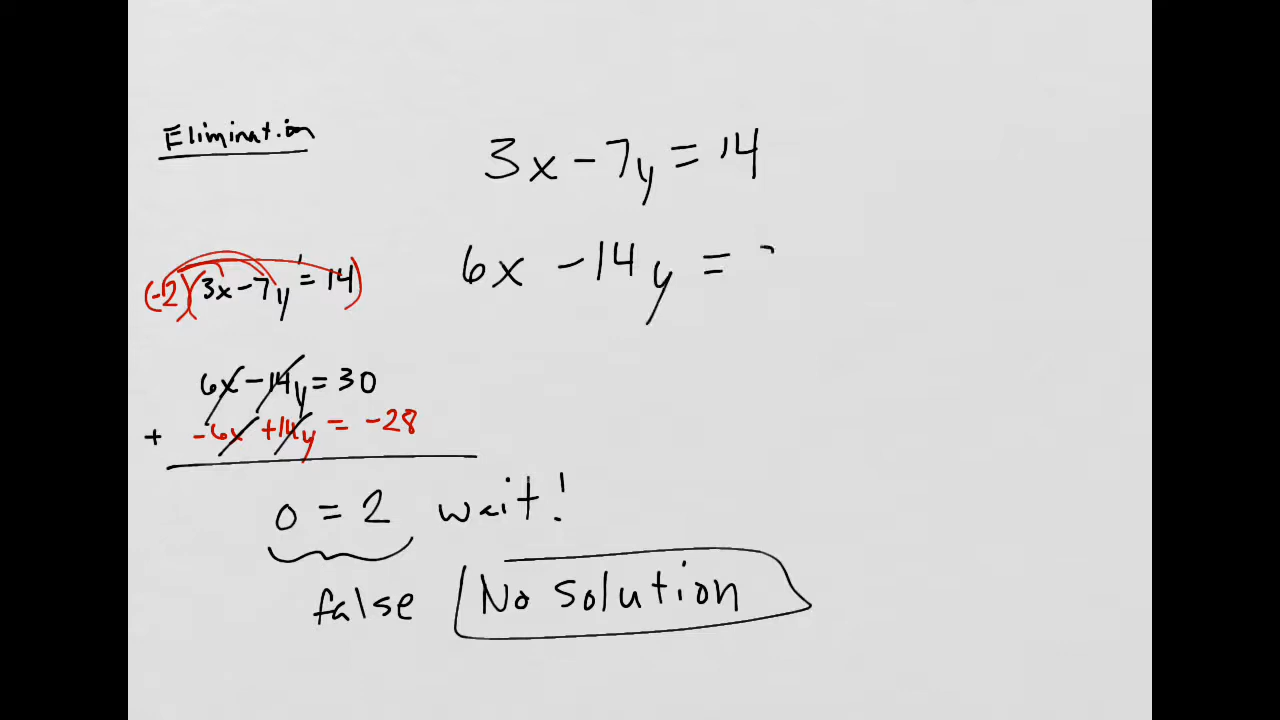 Elimination
3x - 7y = 14
6x - 14y =
(-2)(3x - 7y = 14)
6x - 14y = 30
+ -6x + 14y = -28
0 = 2 wait!
false No solution